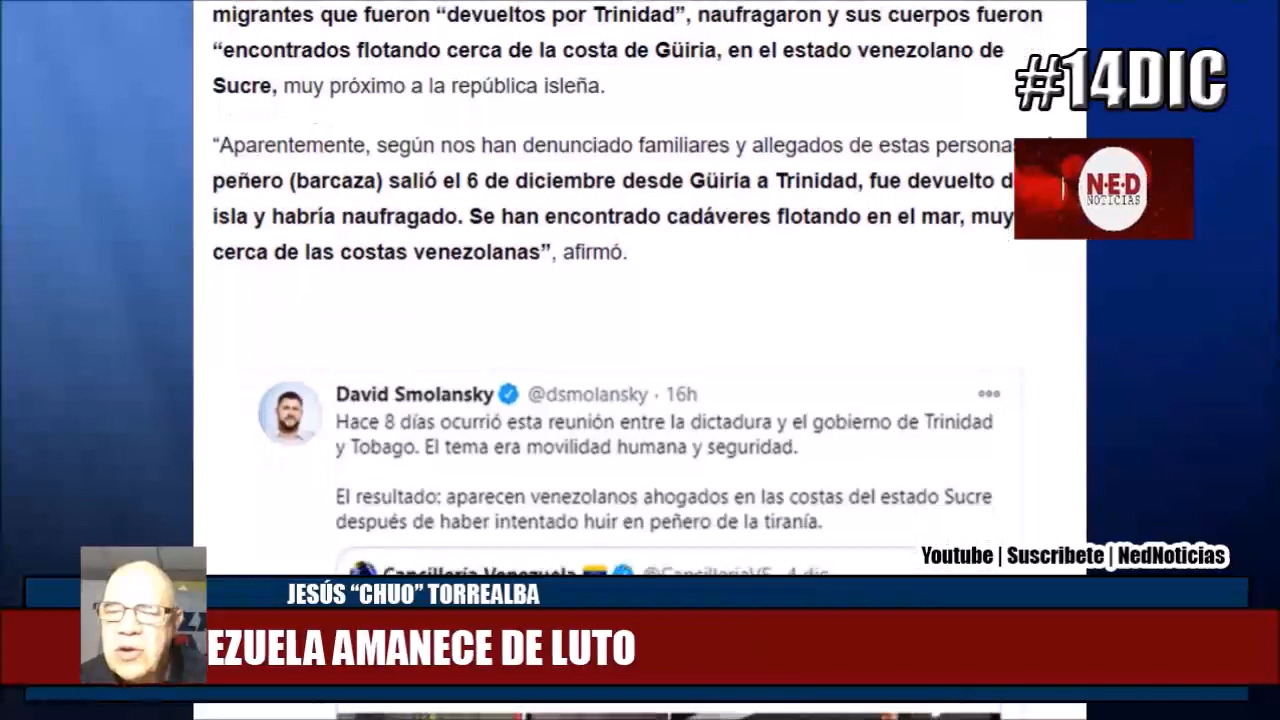 migrantes que fueron “devueltos por Trinidad”, naufragaron y sus cuerpos fueron
“encontrados flotando cerca de la costa de Güiria, en el estado venezolano de
Sucre, muy próximo a la república isleña.
#14DIC
“Aparentemente, según nos han denunciado familiares y allegados de estas personas
peñero (barcaza) salió el 6 de diciembre desde Güiria a Trinidad, fue devuelto
isla y habría naufragado. Se han encontrado cadáveres flotando en el mar, muy
cerca de las costas venezolanas”, afirmó.
N•E•D
NOTICIAS
David Smolansky @dsmolansky · 16h
Hace 8 días ocurrió esta reunión entre la dictadura y el gobierno de Trinidad
y Tobago. El tema era movilidad humana y seguridad.
El resultado: aparecen venezolanos ahogados en las costas del estado Sucre
después de haber intentado huir en peñero de la tiranía.
Cancillería Venezuela @CancilleriaVE · 4 dic.
Youtube | Suscribete | NedNoticias
JESÚS “CHUO” TORREALBA
EZUELA AMANECE DE LUTO